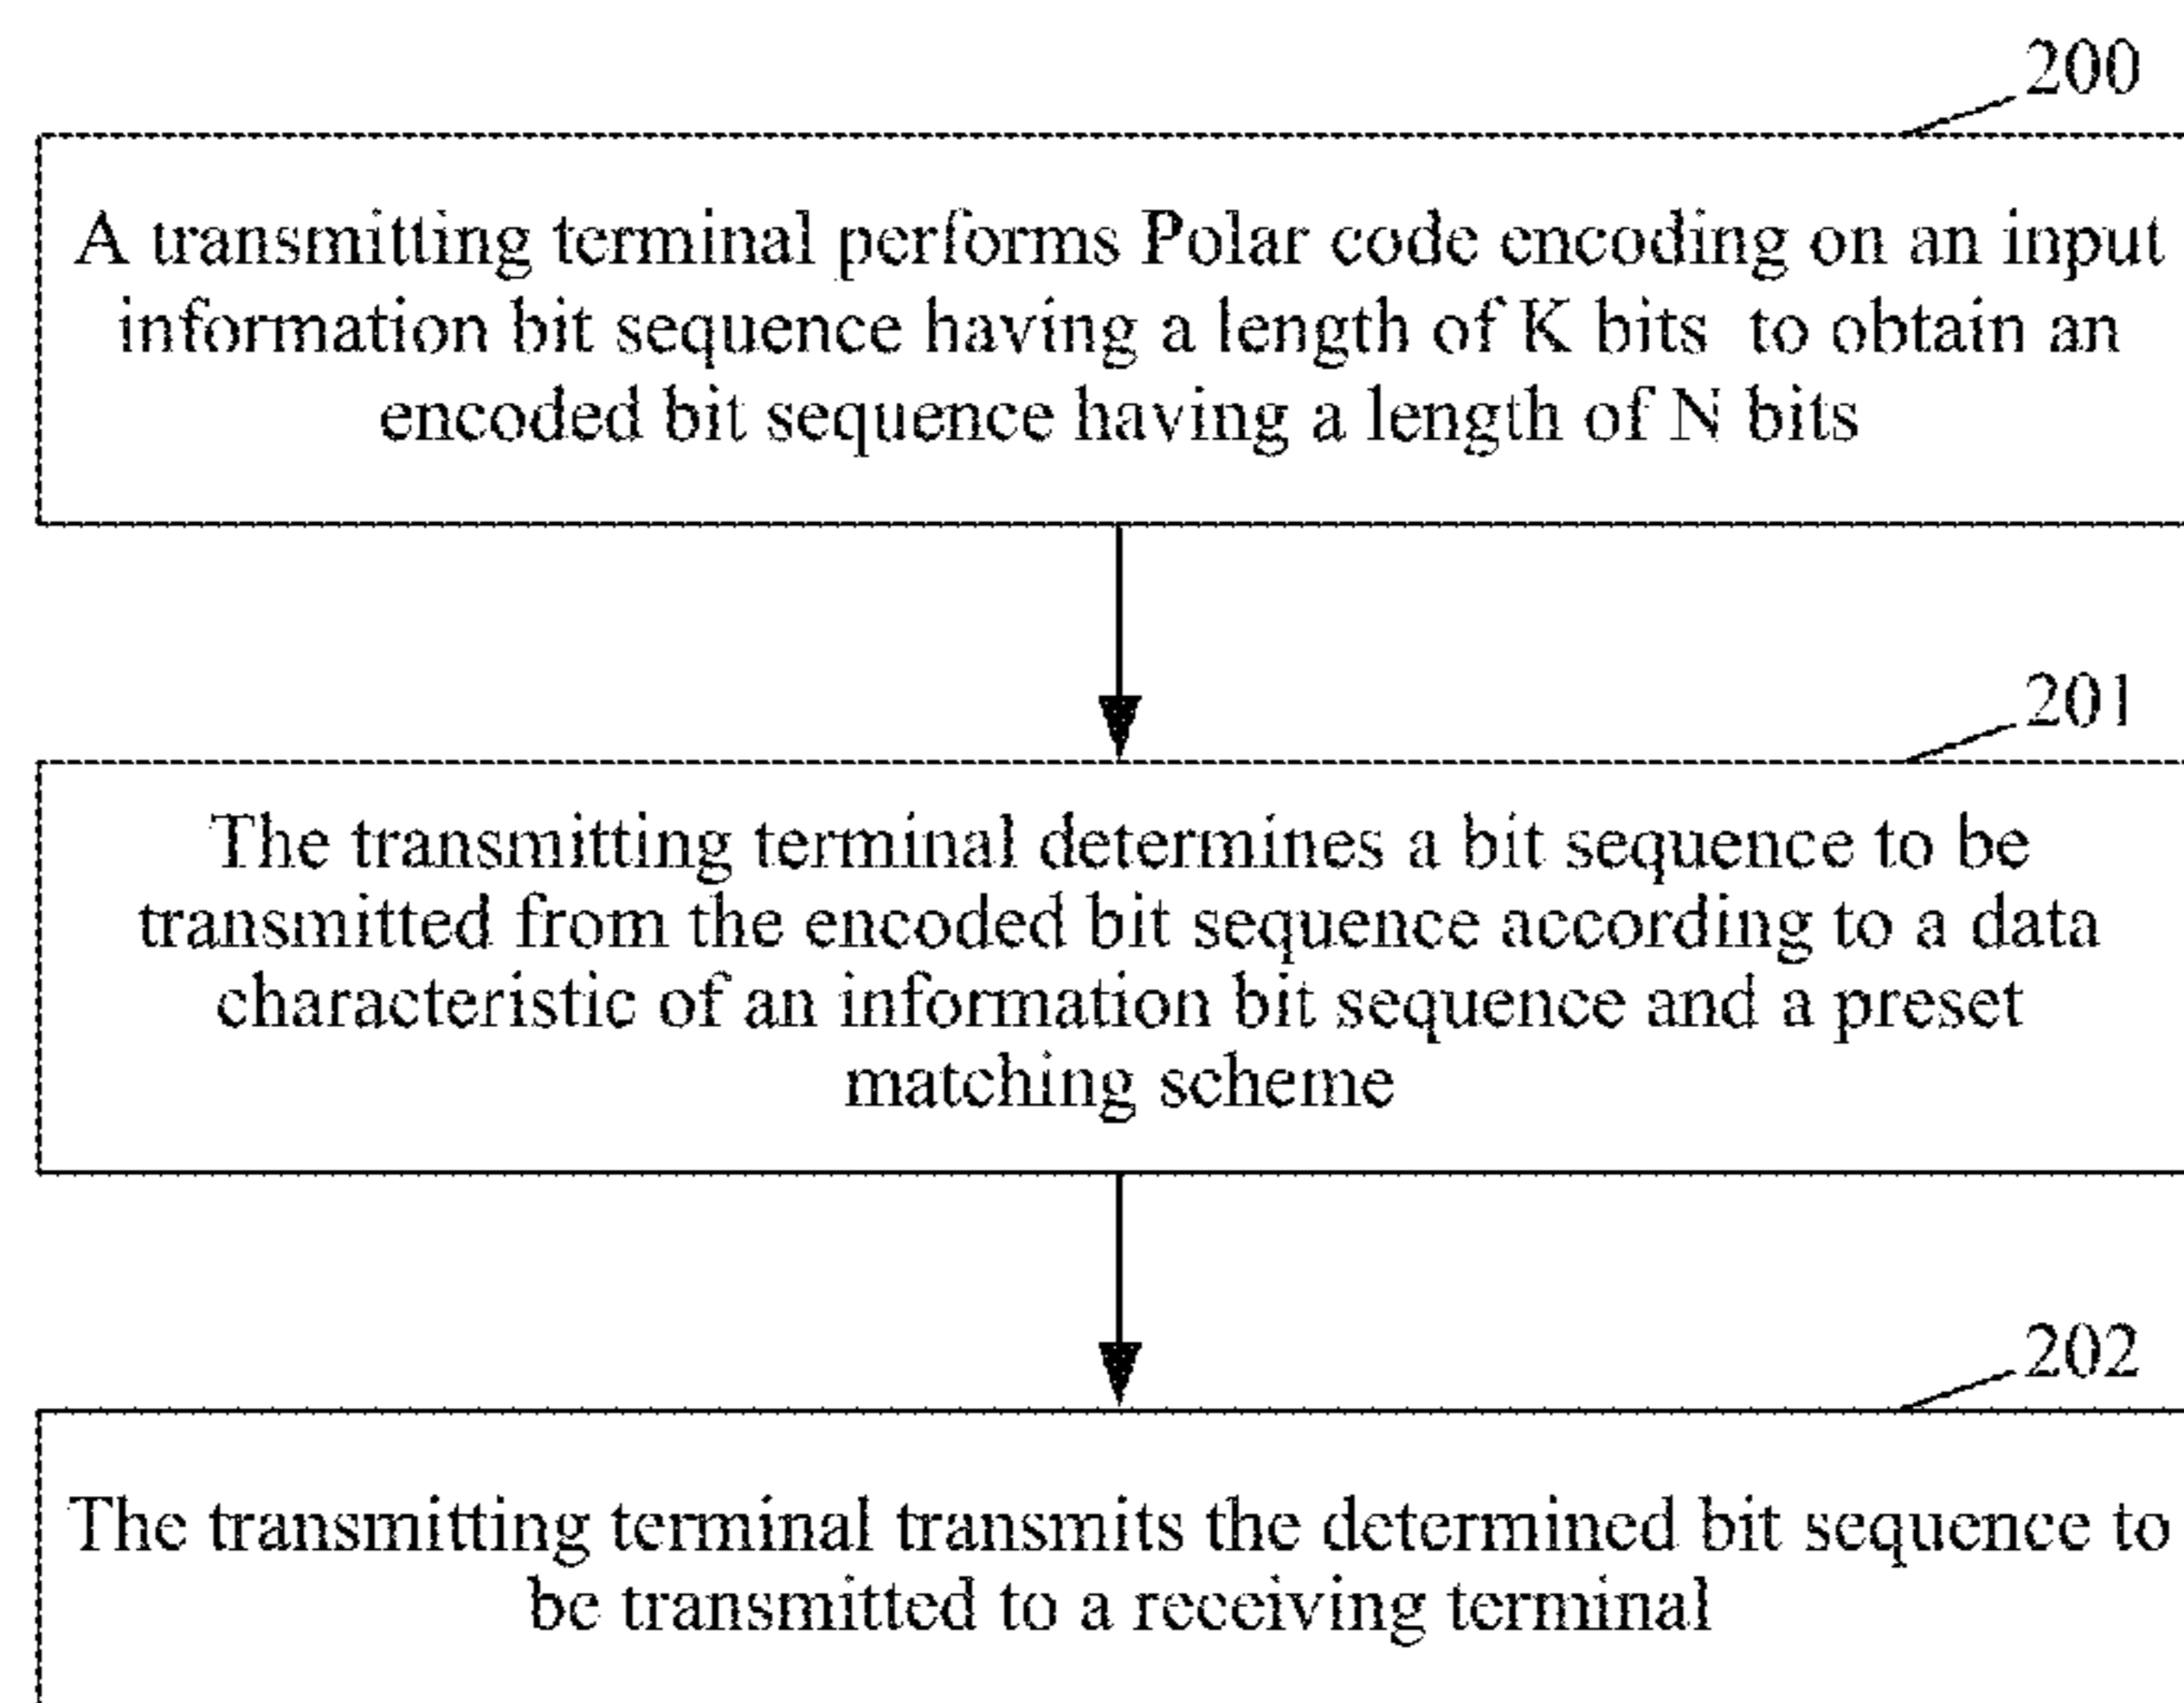 200
A transmitting terminal performs Polar code encoding on an input
information bit sequence having a length of K bits to obtain an
encoded bit sequence having a length of N bits
201
The transmitting terminal determines a bit sequence to be
transmitted from the encoded bit sequence according to a data
characteristic of an information bit sequence and a preset
matching scheme
202
The transmitting terminal transmits the determined bit sequence to
be transmitted to a receiving terminal